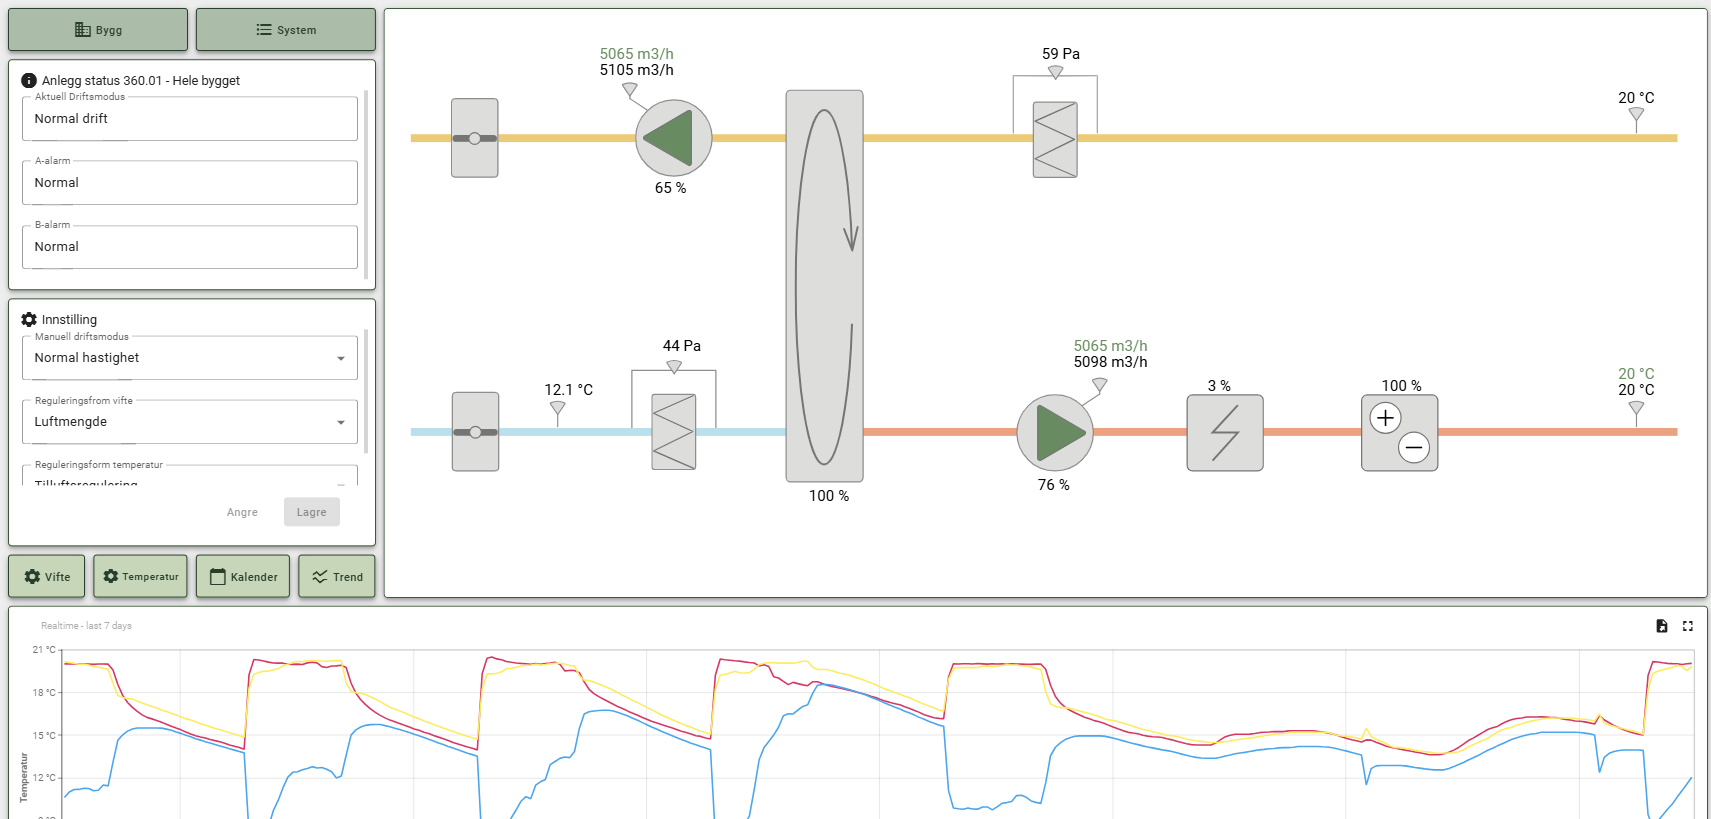 Bygg
System
Anlegg status 360.01 - Hele bygget
Aktuell Driftsmodus
Normal drift
A-alarm
Normal
B-alarm
Normal
Innstilling
Manuell driftsmodus
Normal hastighet
Reguleringsfrom vifte
Luftmengde
Reguleringsform temperatur
Tilluftsregulering
Angre
Lagre
Vifte
Temperatur
Kalender
Trend
5065 m3/h
5105 m3/h
65 %
59 Pa
20 °C
44 Pa
12.1 °C
100 %
5065 m3/h
5098 m3/h
76 %
3 %
100 %
20 °C
20 °C
Realtime - last 7 days
21 °C
18 °C
15 °C
12 °C
Temperatur